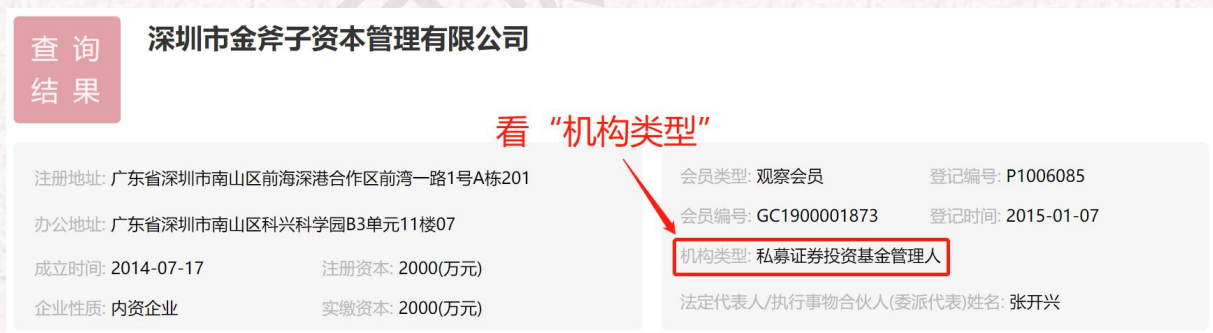 查询
结果
深圳市金斧子资本管理有限公司
看“机构类型”
注册地址: 广东省深圳市南山区前海深港合作区前湾一路1号A栋201
办公地址: 广东省深圳市南山区科兴科学园B3单元11楼07
成立时间: 2014-07-17 注册资本: 2000(万元)
企业性质: 内资企业 实缴资本: 2000(万元)
会员类型: 观察会员 登记编号: P1006085
会员编号: GC1900001873 登记时间: 2015-01-07
机构类型: 私募证券投资基金管理人
法定代表人/执行事物合伙人(委派代表)姓名: 张开兴